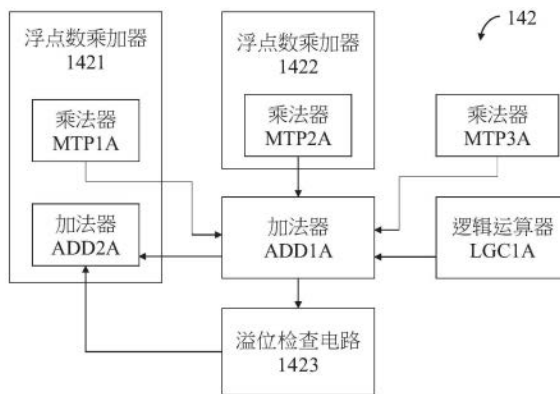 142
浮点数乘加器
1421
浮点数乘加器
1422
乘法器
MTP1A
乘法器
MTP2A
乘法器
MTP3A
加法器
ADD2A
加法器
ADD1A
逻辑运算器
LGC1A
溢位检查电路
1423